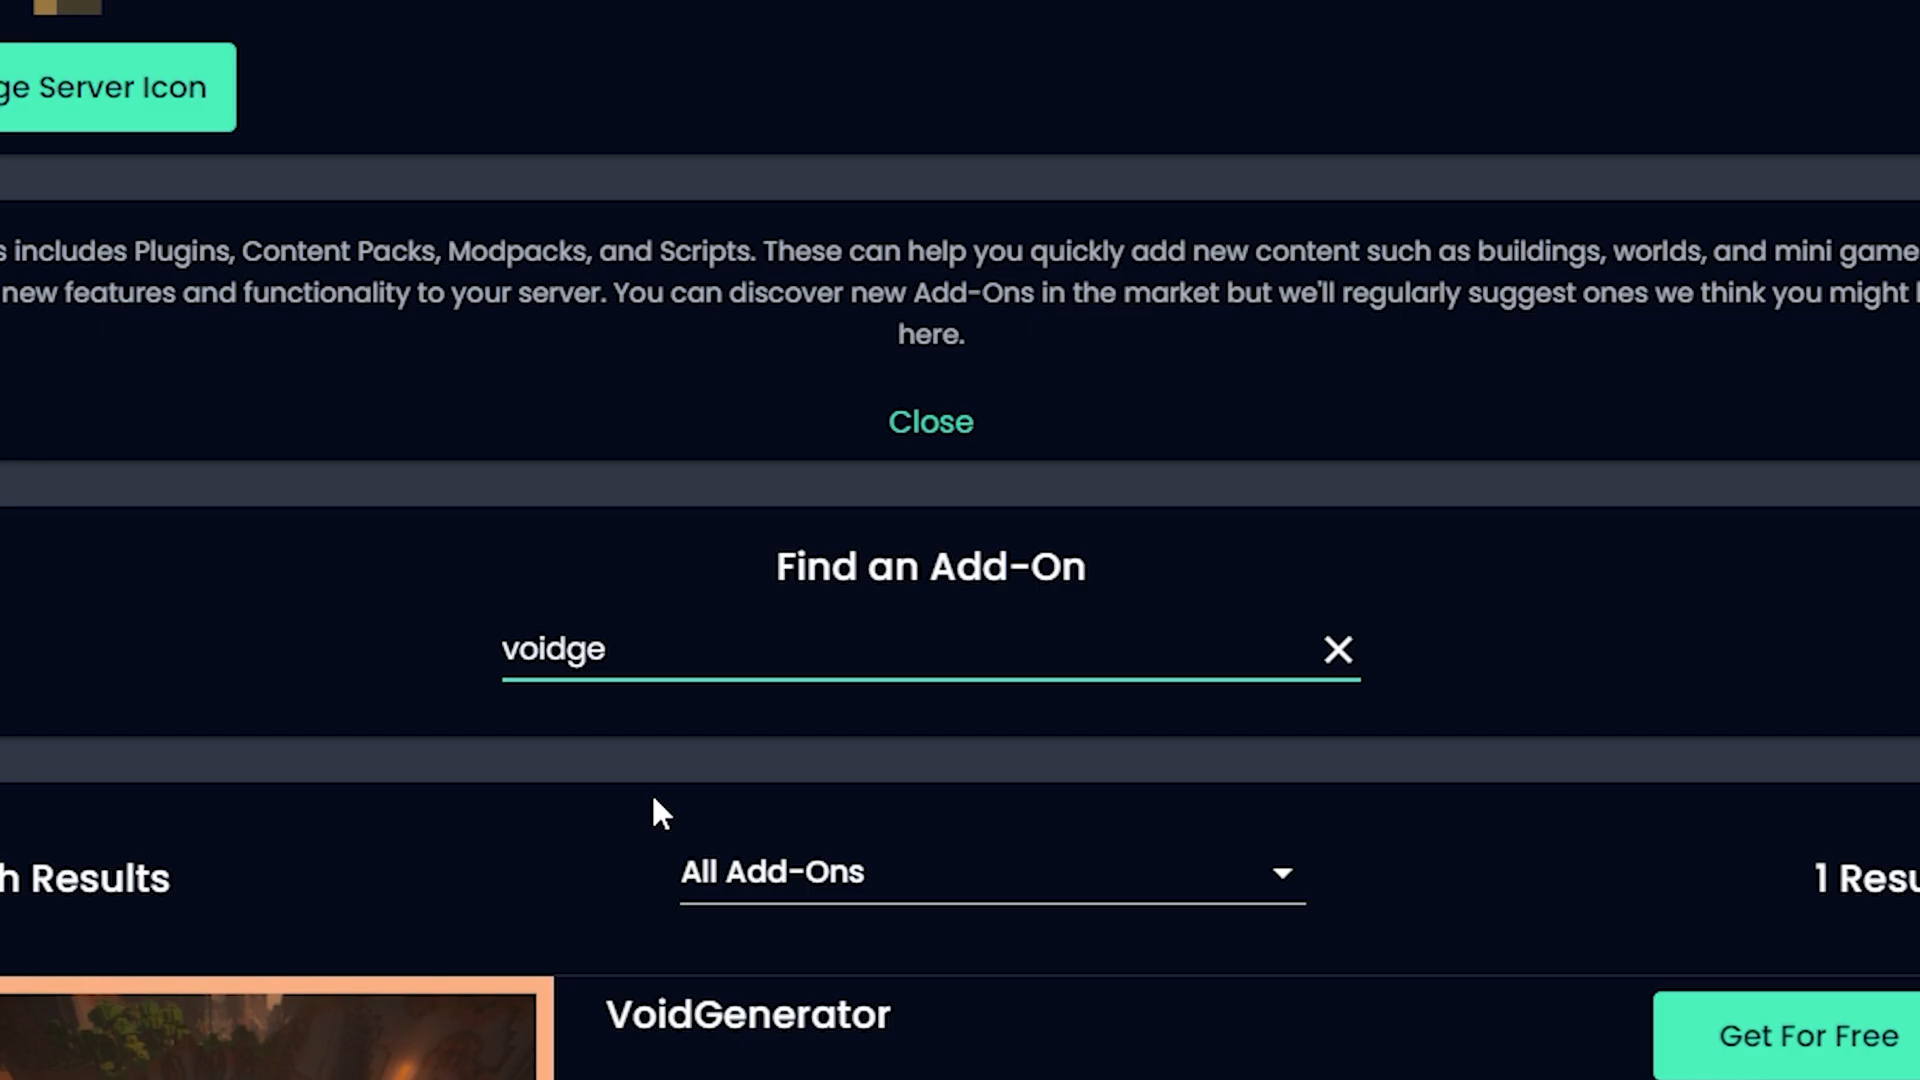 ge Server Icon
s includes Plugins, Content Packs, Modpacks, and Scripts. These can help you quickly add new content such as buildings, worlds, and mini game
new features and functionality to your server. You can discover new Add-Ons in the market but we'll regularly suggest ones we think you might
here.
Close
Find an Add-On
voidge
h Results
All Add-Ons
1 Resu
VoidGenerator
Get For Free